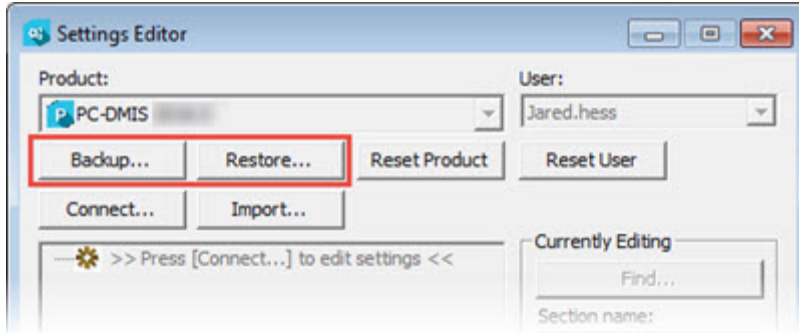 Settings Editor
Product: User:
PC-DMIS Jared.hess
Backup... Restore... Reset Product Reset User
Connect... Import...
>> Press [Connect...] to edit settings << Currently Editing
Find...
Section name: